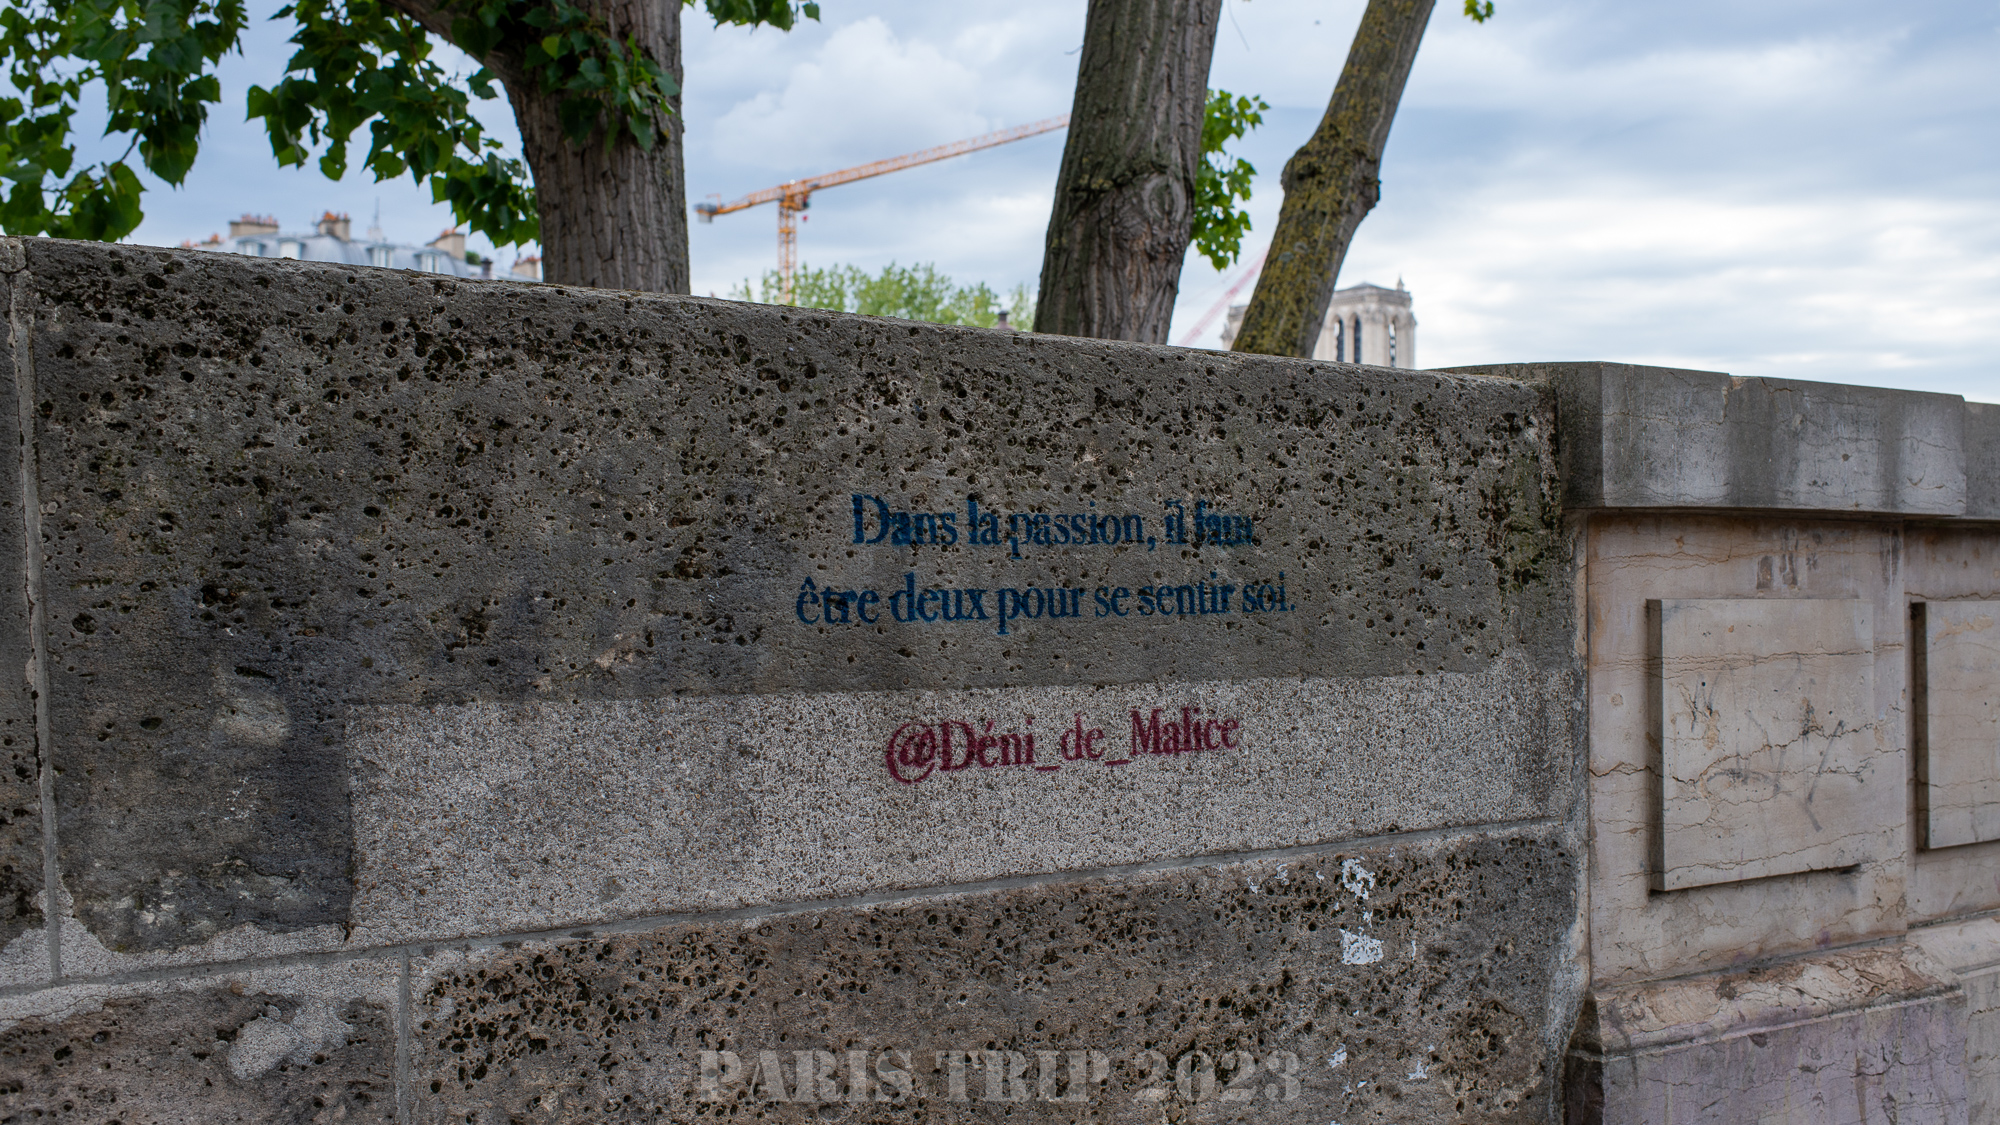 Dans la passion, il faut
être deux pour se sentir soi.
@Déni_de_Malice
PARIS TRIP 2023